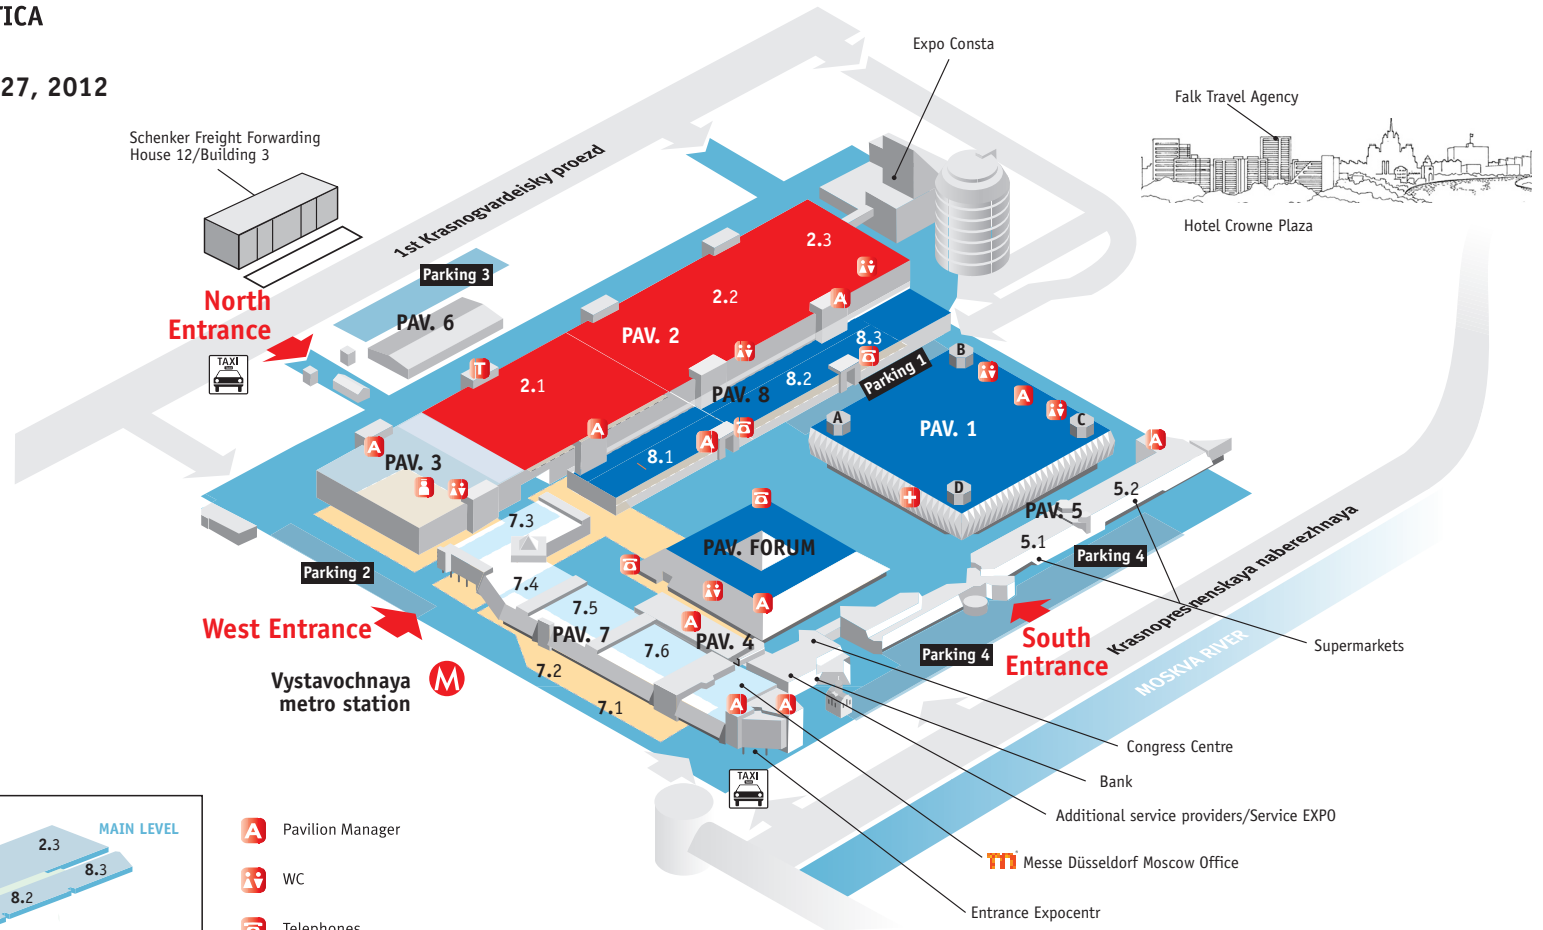 TICA
27, 2012
Expo Consta
Falk Travel Agency
Hotel Crowne Plaza
Schenker Freight Forwarding
House 12/Building 3
1st Krasnogvardeisky proezd
Parking 3
PAV. 6
North
Entrance
TAXI
T
2.3
2.2
PAV. 2
2.1
A
A
A
PAV. 3
8.3
8.2
PAV. 8
8.1
A
Parking 1
B
A
A
C
PAV. 1
D
A
5.2
PAV. 5
5.1
Parking 4
7.3
PAV. FORUM
Parking 2
7.4
7.5
PAV. 7
7.6
A
A
PAV. 4
7.2
7.1
A
A
West Entrance
M
Vystavochnaya
metro station
Parking 4
South
Entrance
Krasnopresnenskaya naberezhnaya
MOSKVA RIVER
Supermarkets
TAXI
Congress Centre
Bank
Additional service providers/Service EXPO
m Messe Düsseldorf Moscow Office
Entrance Expocentr
MAIN LEVEL
2.3
8.3
8.2
A Pavilion Manager
WC
Telephones